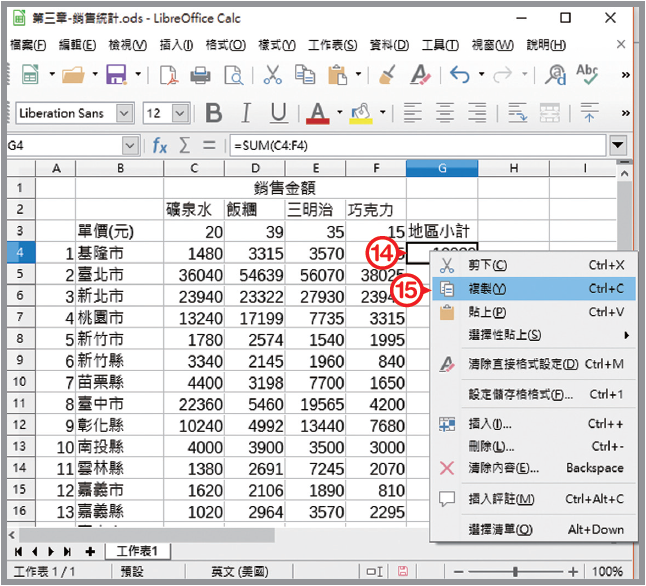 第三章-銷售統計.ods - LibreOffice Calc
檔案(F) 編輯(E) 檢視(V) 插入(I) 格式(O) 樣式(Y) 工作表(S) 資料(D) 工具(T) 視窗(W) 說明(H)
Abc
Liberation Sans 12 B I U A
G4 fx Σ = =SUM(C4:F4)
A B C D E F G H I
1 銷售金額
2 礦泉水 飯糰 三明治 巧克力
3 單價(元) 20 39 35 15 地區小計
4 1 基隆市 1480 3315 3570 14
5 2 臺北市 36040 54639 56070 38025
6 3 新北市 23940 23322 27930
7 4 桃園市 13240 17199 7735 3315
8 5 新竹市 1780 2574 1540 1995
9 6 新竹縣 3340 2145 1960 840
10 7 苗栗縣 4400 3198 7700 1650
11 8 臺中市 22360 5460 19565 4200
12 9 彰化縣 10240 4992 13440 7680
13 10 南投縣 4000 3900 3500 3000
14 11 雲林縣 1380 2691 7245 2070
15 12 嘉義市 1620 2106 1890 810
16 13 嘉義縣 1020 2964 3570 2295
剪下(C) Ctrl+X
15 複製(Y) Ctrl+C
貼上(P) Ctrl+V
選擇性貼上(S)
清除直接格式設定(D) Ctrl+M
設定儲存格格式(F)... Ctrl+1
插入(I)... Ctrl++
刪除(L)... Ctrl+-
清除內容(E)... Backspace
插入評註(M) Ctrl+Alt+C
選擇清單(Q) Alt+Down
工作表1
工作表 1 / 1 預設 英文 (美國) 100%